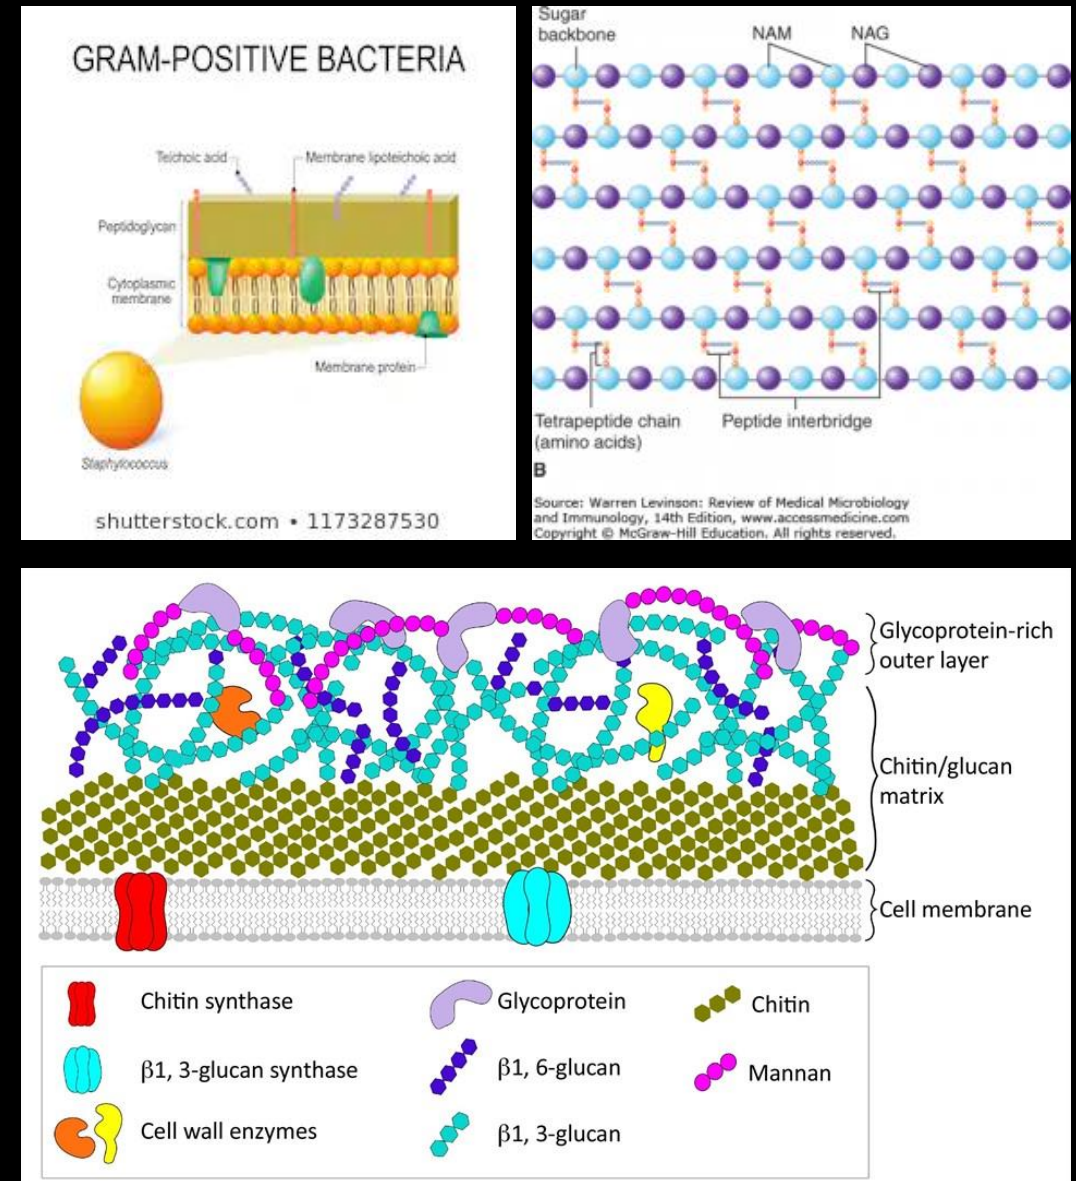 GRAM-POSITIVE BACTERIA
Teichoic acid
Membrane lipoteichoic acid
Peptidoglycan
Cytoplasmic
membrane
Membrane protein
Staphylococcus
shutterstock.com • 1173287530
Sugar
backbone
NAM
NAG
Tetrapeptide chain
(amino acids)
Peptide interbridge
B
Source: Warren Levinson: Review of Medical Microbiology
and Immunology, 14th Edition, www.accessmedicine.com
Copyright © McGraw-Hill Education. All rights reserved.
Glycoprotein-rich
outer layer
Chitin/glucan
matrix
Cell membrane
Chitin synthase
Glycoprotein
Chitin
β1, 3-glucan synthase
β1, 6-glucan
Mannan
Cell wall enzymes
β1, 3-glucan